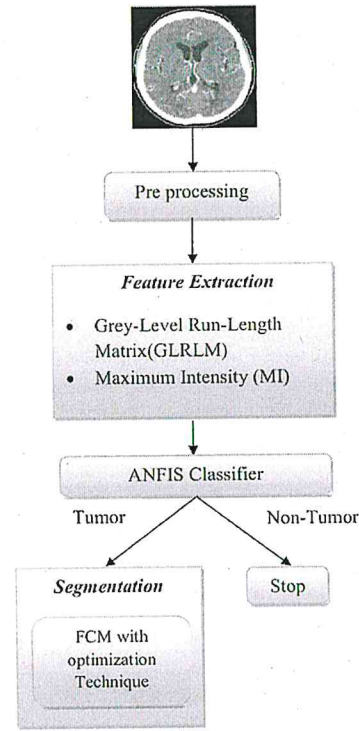 Pre processing
Feature Extraction
• Grey-Level Run-Length
Matrix(GLRLM)
• Maximum Intensity (MI)
ANFIS Classifier
Tumor
Non-Tumor
Segmentation
Stop
FCM with
optimization
Technique